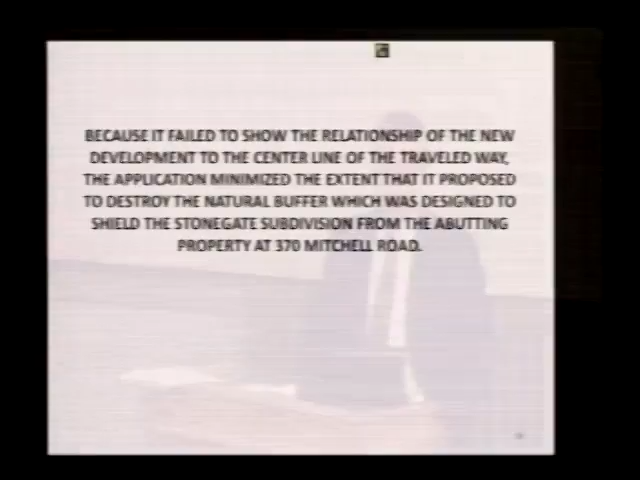 BECAUSE IT FAILED TO SHOW THE RELATIONSHIP OF THE NEW
DEVELOPMENT TO THE CENTER LINE OF THE TRAVELED WAY,
THE APPLICATION MINIMIZED THE EXTENT THAT IT PROPOSED
TO DESTROY THE NATURAL BUFFER WHICH WAS DESIGNED TO
SHIELD THE STONEGATE SUBDIVISION FROM THE ABUTTING
PROPERTY AT 370 MITCHELL ROAD.